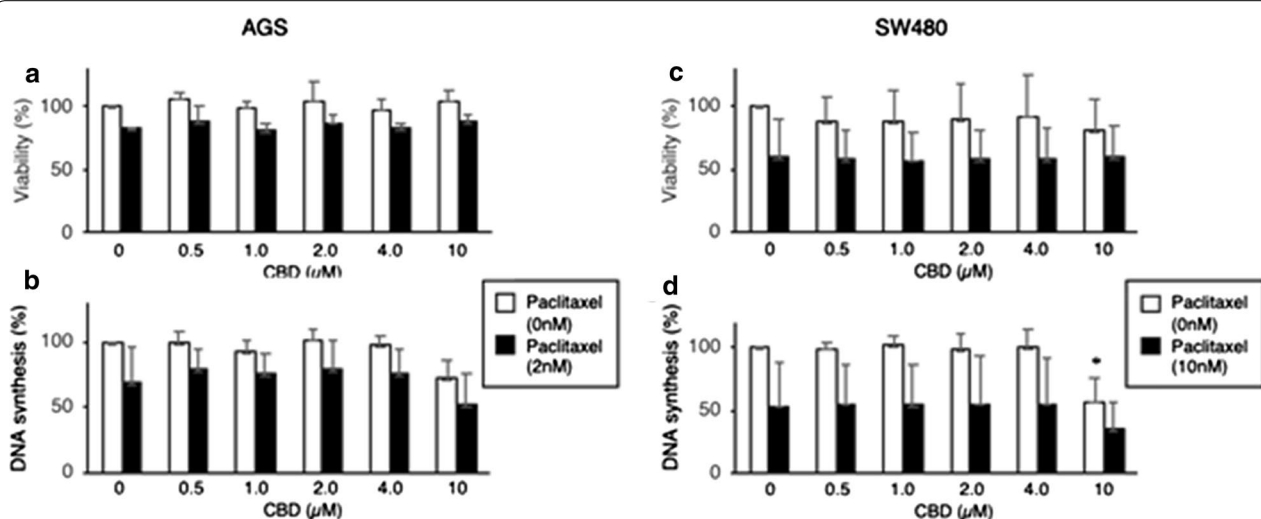 AGS
SW480
a
Viability (%)
100
50
0
0 0.5 1.0 2.0 4.0 10
CBD (µM)
c
Viability (%)
100
50
0
0 0.5 1.0 2.0 4.0 10
CBD (µM)
b
DNA synthesis (%)
100
50
0
0 0.5 1.0 2.0 4.0 10
CBD (µM)
Paclitaxel
(0nM)
Paclitaxel
(2nM)
d
DNA synthesis (%)
100
50
0
*
0 0.5 1.0 2.0 4.0 10
CBD (µM)
Paclitaxel
(0nM)
Paclitaxel
(10nM)